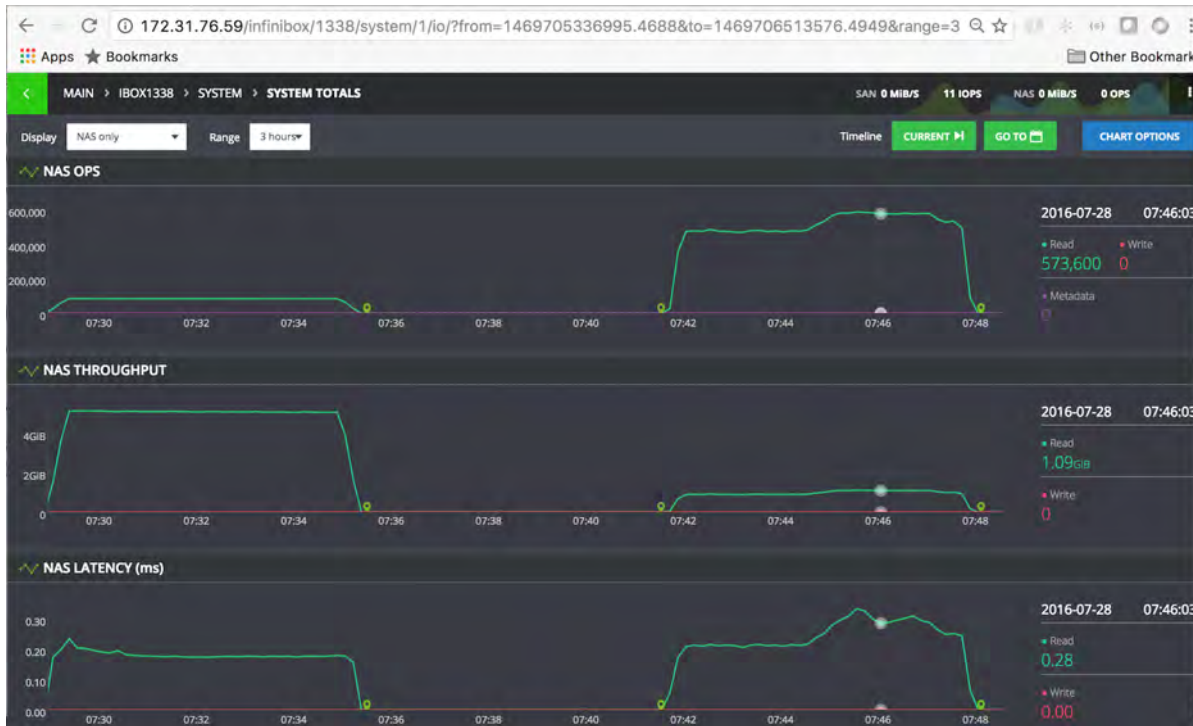 172.31.76.59/infinibox/1338/system/1/io/?from=1469705336995.4688&to=1469706513576.4949&range=3
Apps Bookmarks Other Bookmark
MAIN > IBOX1338 > SYSTEM > SYSTEM TOTALS SAN 0 MiB/S 11 IOPS NAS 0 MiB/S 0 OPS
Display NAS only Range 3 hours Timeline CURRENT GO TO CHART OPTIONS
NAS OPS
600,000
400,000
200,000
0
07:30 07:32 07:34 07:36 07:38 07:40 07:42 07:44 07:46 07:48
2016-07-28 07:46:03
Read Write
573,600 0
Metadata
0
NAS THROUGHPUT
4GiB
2GiB
0
07:30 07:32 07:34 07:36 07:38 07:40 07:42 07:44 07:46 07:48
2016-07-28 07:46:03
Read
1.09GiB
Write
0
NAS LATENCY (ms)
0.30
0.20
0.10
0.00
07:30 07:32 07:34 07:36 07:38 07:40 07:42 07:44 07:46 07:48
2016-07-28 07:46:03
Read
0.28
Write
0.00